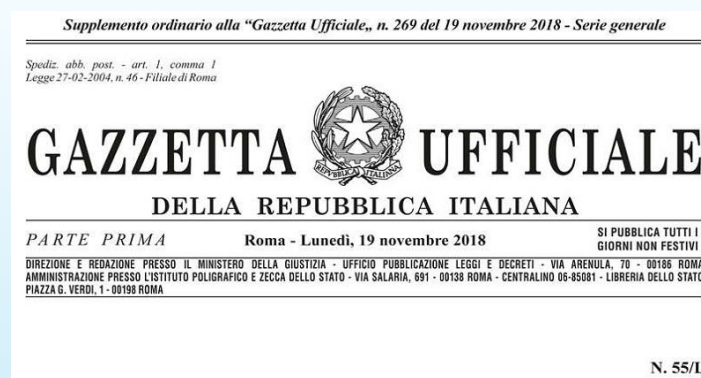 Supplemento ordinario alla “Gazzetta Ufficiale„ n. 269 del 19 novembre 2018 - Serie generale
Spediz. abb. post. - art. 1, comma 1
Legge 27-02-2004, n. 46 - Filiale di Roma
GAZZETTA UFFICIALE
REPVBBLICA ITALIANA
DELLA REPUBBLICA ITALIANA
PARTE PRIMA
Roma - Lunedì, 19 novembre 2018
SI PUBBLICA TUTTI I
GIORNI NON FESTIVI
DIREZIONE E REDAZIONE PRESSO IL MINISTERO DELLA GIUSTIZIA - UFFICIO PUBBLICAZIONE LEGGI E DECRETI - VIA ARENULA, 70 - 00186 ROMA
AMMINISTRAZIONE PRESSO L'ISTITUTO POLIGRAFICO E ZECCA DELLO STATO - VIA SALARIA, 691 - 00138 ROMA - CENTRALINO 06-85081 - LIBRERIA DELLO STATO
PIAZZA G. VERDI, 1 - 00198 ROMA
N. 55/L